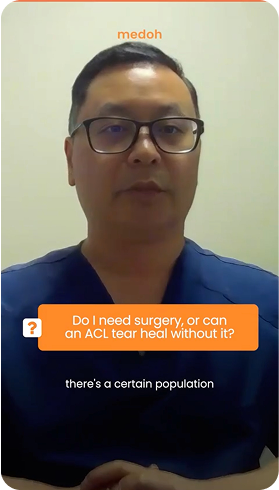 medoh
?
Do I need surgery, or can
an ACL tear heal without it?
there's a certain population